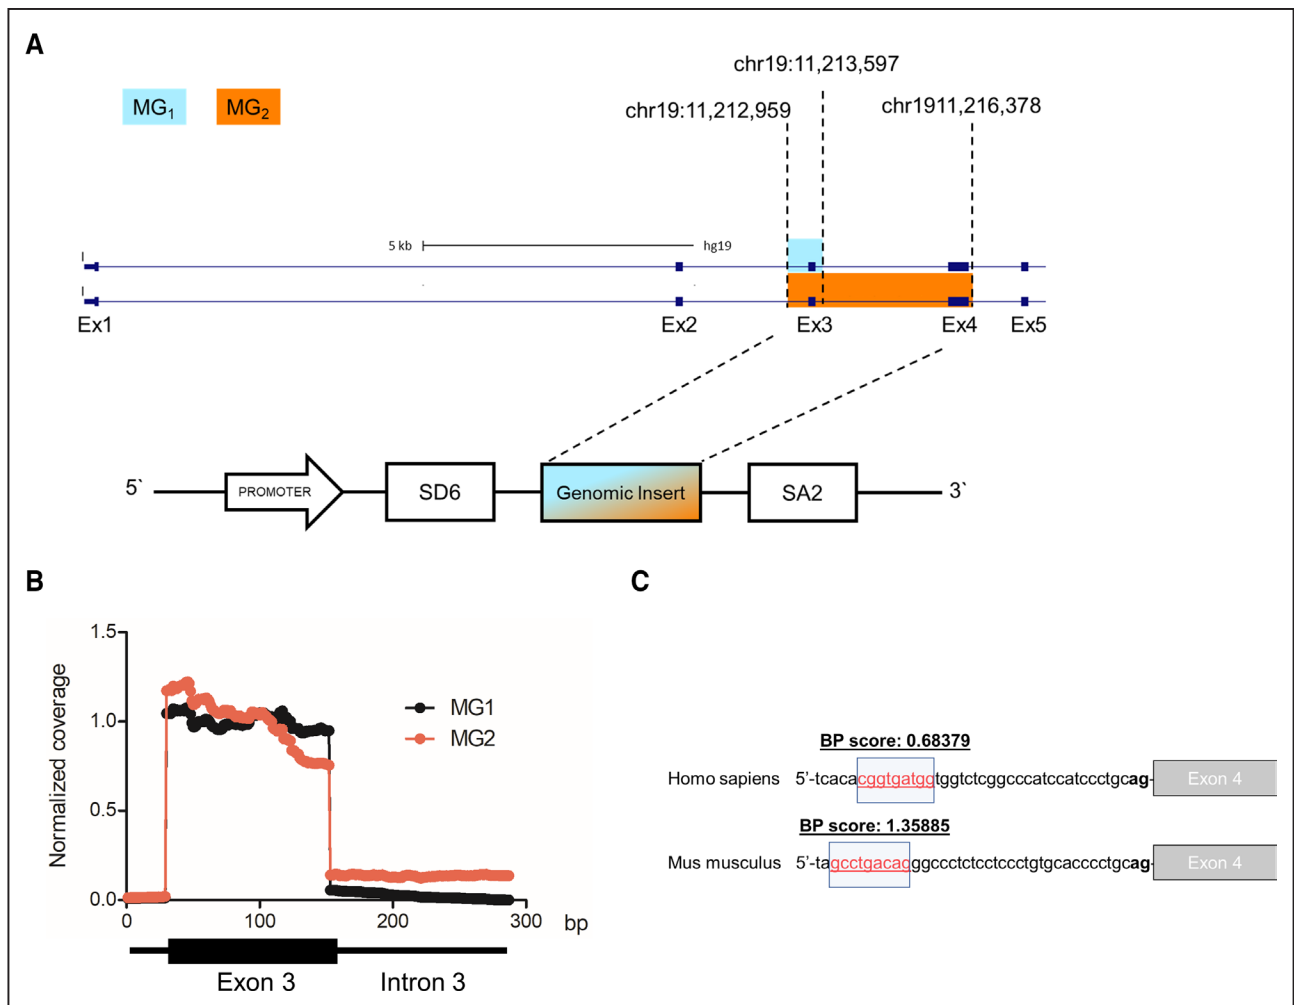 A
chr19:11,213,597
MG1 MG2
chr19:11,212,959
chr1911,216,378
5 kb hg19
Ex1 Ex2 Ex3 Ex4 Ex5
5` PROMOTER SD6 Genomic Insert SA2 3`
B
Normalized coverage
1.5
1.0
0.5
0.0
0 100 200 300 bp
MG1
MG2
Exon 3 Intron 3
C
BP score: 0.68379
Homo sapiens 5'-tcacacggtgatggtggtctcggcccatccatccctgcag- Exon 4
BP score: 1.35885
Mus musculus 5'-tagcctgacagggccctctcctccctgtgcacccctgcag- Exon 4